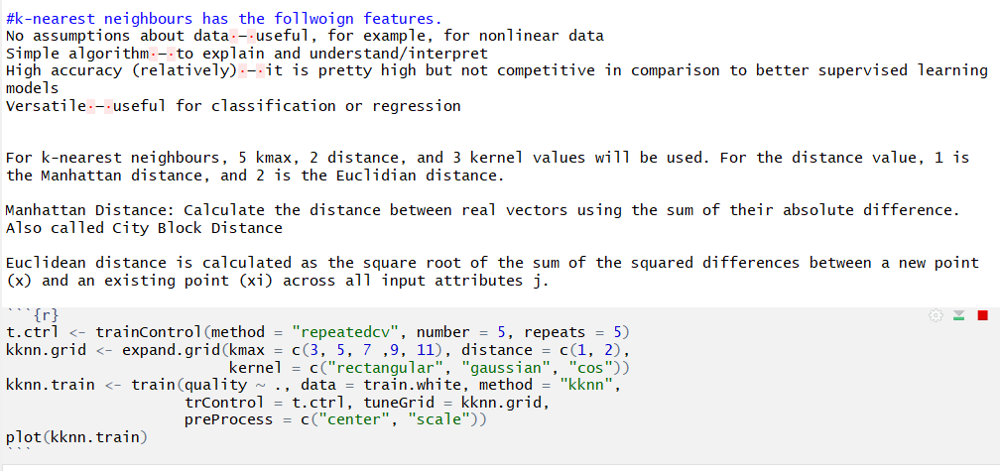 #k-nearest neighbours has the follwoign features.
No assumptions about data·—·useful, for example, for nonlinear data
Simple algorithm·—·to explain and understand/interpret
High accuracy (relatively)·—·it is pretty high but not competitive in comparison to better supervised learning
models
Versatile·—·useful for classification or regression
For k-nearest neighbours, 5 kmax, 2 distance, and 3 kernel values will be used. For the distance value, 1 is
the Manhattan distance, and 2 is the Euclidian distance.
Manhattan Distance: Calculate the distance between real vectors using the sum of their absolute difference.
Also called City Block Distance
Euclidean distance is calculated as the square root of the sum of the squared differences between a new point
(x) and an existing point (xi) across all input attributes j.
```{r}
t.ctrl <- trainControl(method = "repeatedcv", number = 5, repeats = 5)
kknn.grid <- expand.grid(kmax = c(3, 5, 7 ,9, 11), distance = c(1, 2),
kernel = c("rectangular", "gaussian", "cos"))
kknn.train <- train(quality ~ ., data = train.white, method = "kknn",
trControl = t.ctrl, tuneGrid = kknn.grid,
preProcess = c("center", "scale"))
plot(kknn.train)
```